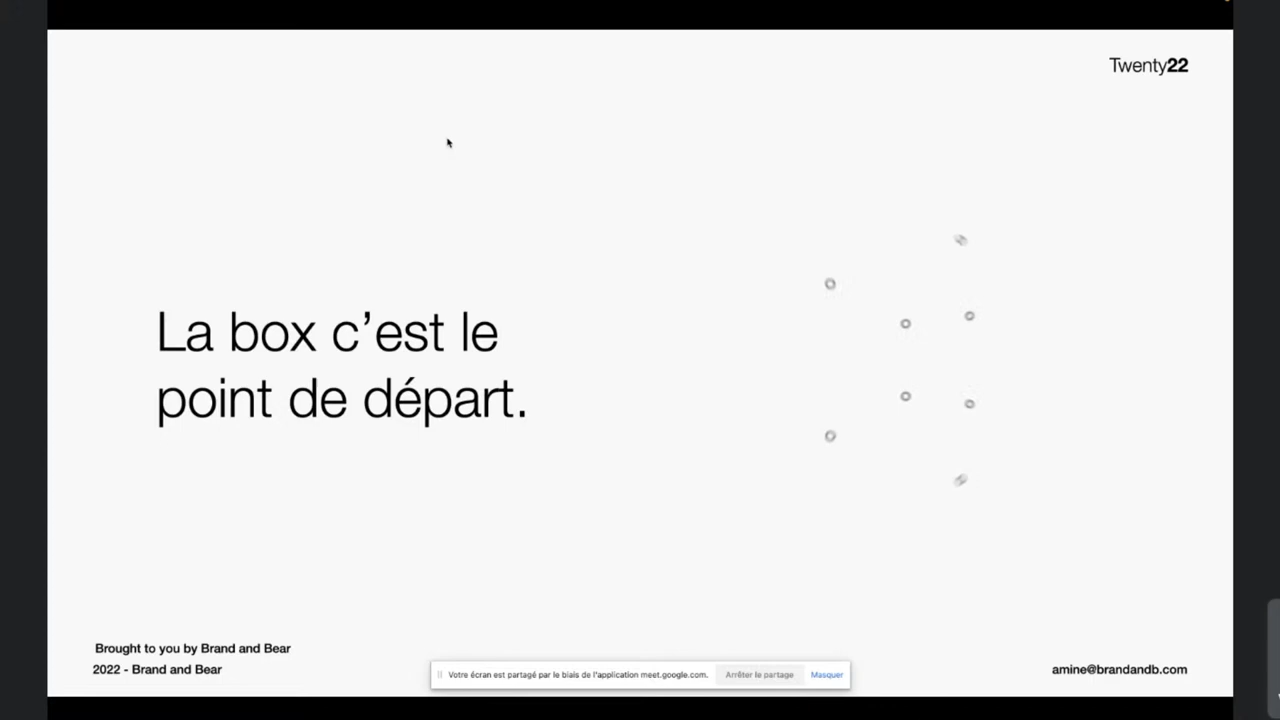 Twenty22
La box c’est le
point de départ.
Brought to you by Brand and Bear
2022 - Brand and Bear
Votre écran est partagé par le biais de l'application meet.google.com.
Arrêter le partage
Masquer
amine@brandandb.com